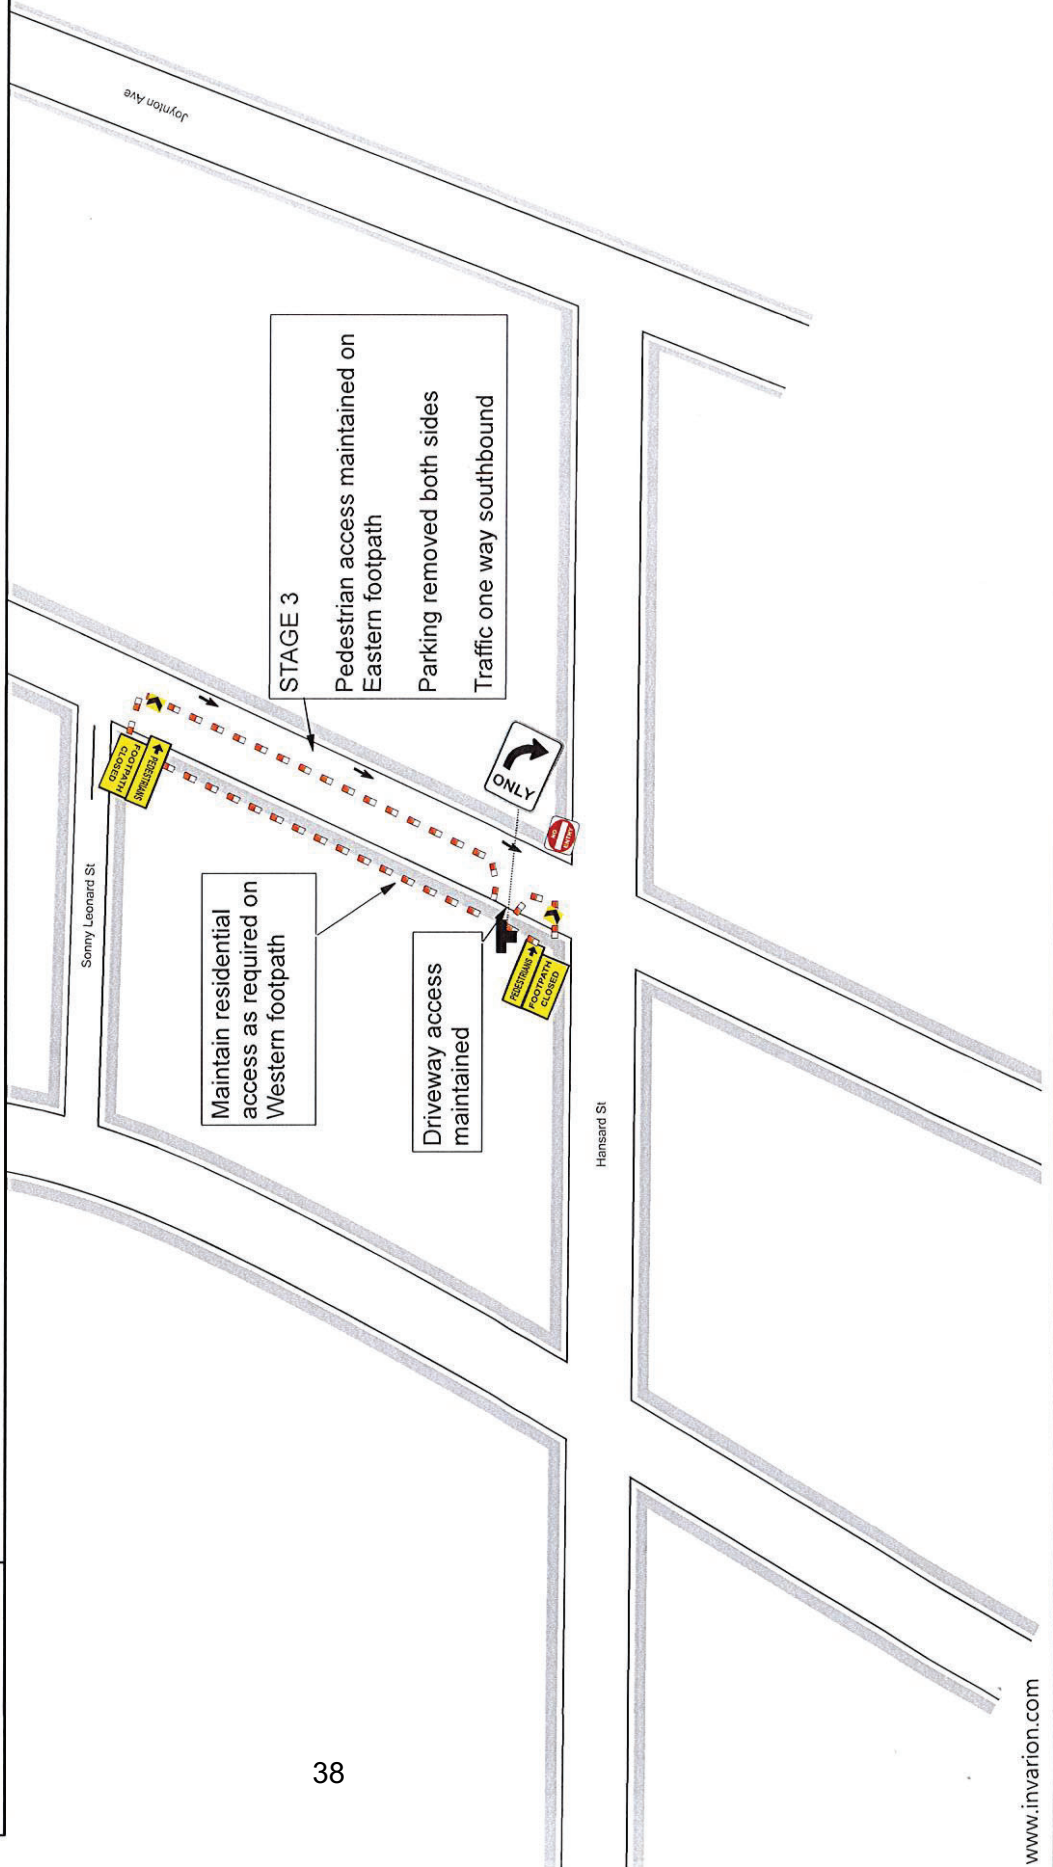 Joynton Ave
STAGE 3
Pedestrian access maintained on
Eastern footpath
Parking removed both sides
Traffic one way southbound
PEDESTRIANS
FOOTPATH
CLOSED
ONLY
NO
ENTRY
Sonny Leonard St
Maintain residential
access as required on
Western footpath
Driveway access
maintained
PEDESTRIANS
FOOTPATH
CLOSED
Hansard St
38
www.invarion.com